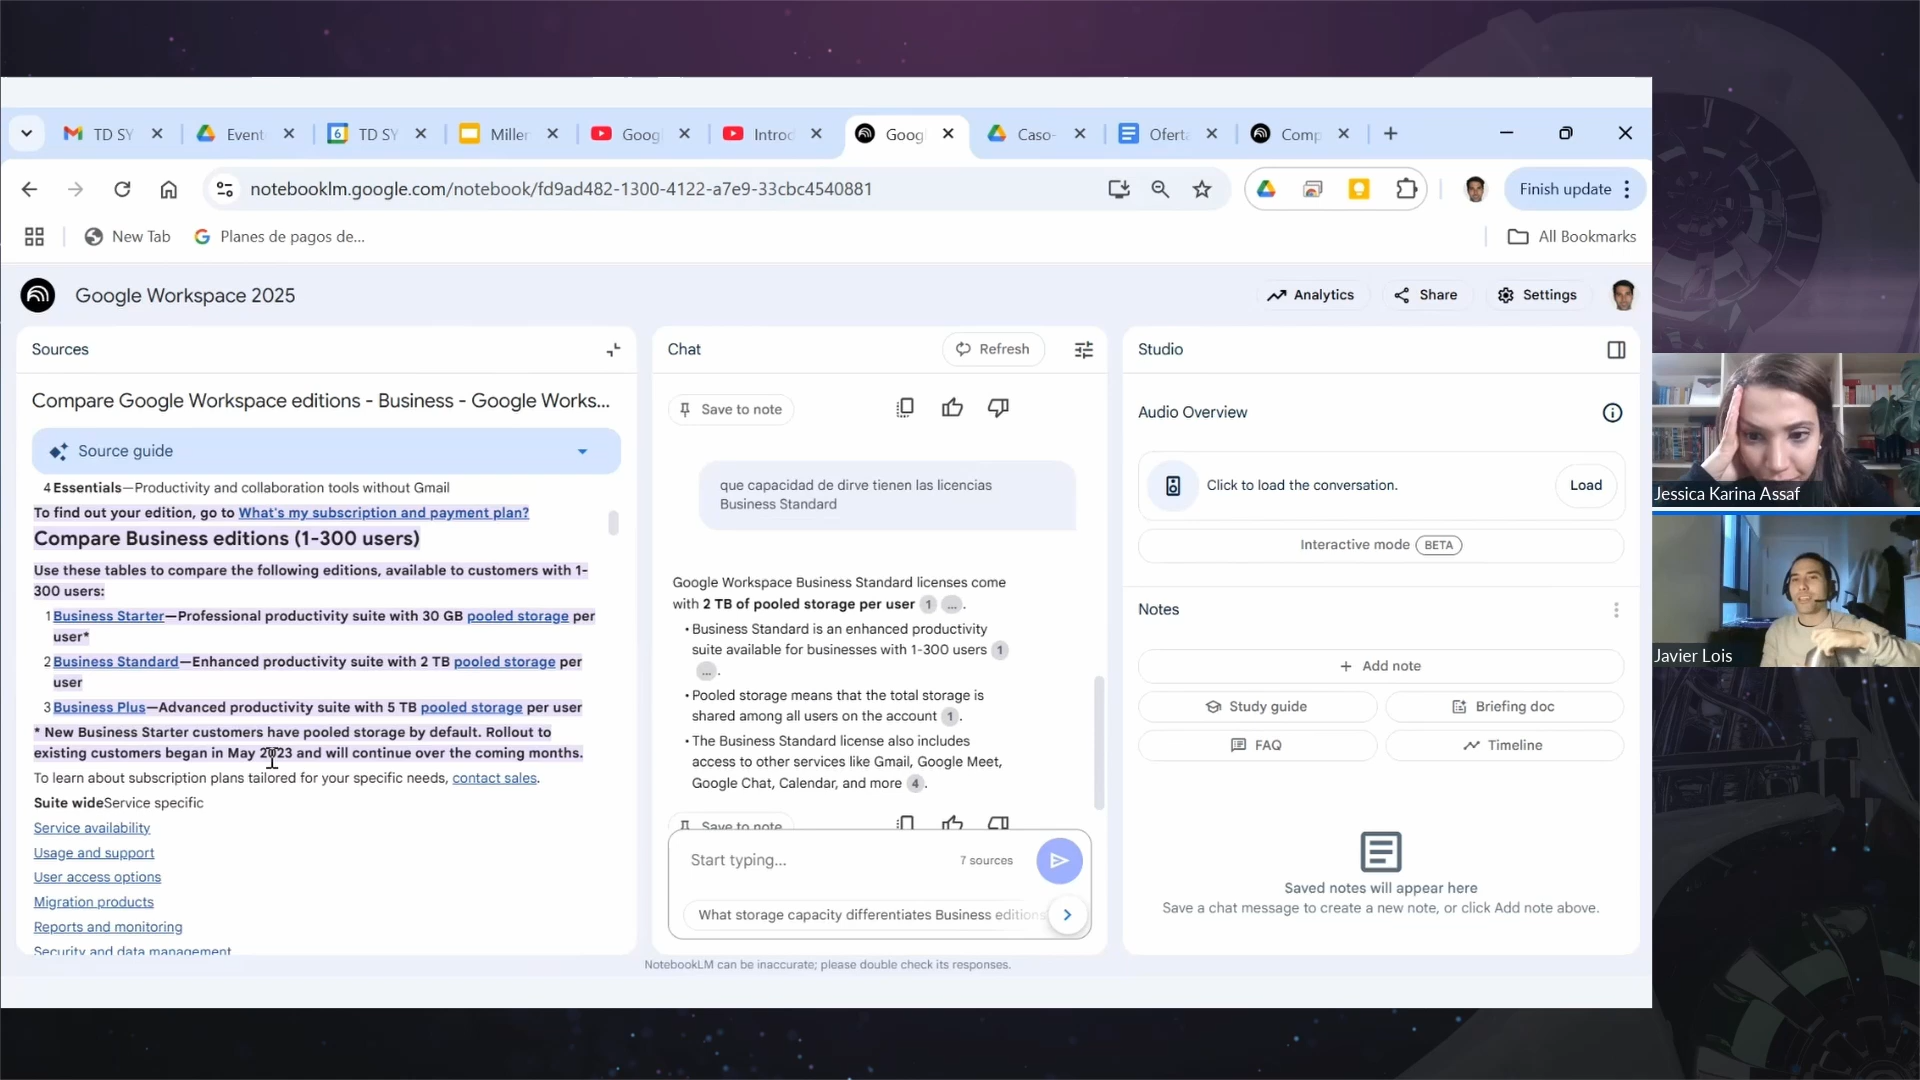 TD SY
Event
6
TD SY
Miller
Goog
Introd
Goog
Caso-
Oferta
Comp
notebooklm.google.com/notebook/fd9ad482-1300-4122-a7e9-33cbc4540881
Finish update
New Tab
Planes de pagos de...
All Bookmarks
Google Workspace 2025
Analytics
Share
Settings
Sources
Compare Google Workspace editions - Business - Google Works...
Source guide
4 Essentials—Productivity and collaboration tools without Gmail
To find out your edition, go to What's my subscription and payment plan?
Compare Business editions (1-300 users)
Use these tables to compare the following editions, available to customers with 1-
300 users:
1 Business Starter—Professional productivity suite with 30 GB pooled storage per
user*
2 Business Standard—Enhanced productivity suite with 2 TB pooled storage per
user
3 Business Plus—Advanced productivity suite with 5 TB pooled storage per user
* New Business Starter customers have pooled storage by default. Rollout to
existing customers began in May 2023 and will continue over the coming months.
To learn about subscription plans tailored for your specific needs, contact sales.
Suite wideService specific
Service availability
Usage and support
User access options
Migration products
Reports and monitoring
Security and data management
Chat
Refresh
Save to note
que capacidad de dirve tienen las licencias
Business Standard
Google Workspace Business Standard licenses come
with 2 TB of pooled storage per user 1 ... .
• Business Standard is an enhanced productivity
suite available for businesses with 1-300 users 1
... .
• Pooled storage means that the total storage is
shared among all users on the account 1 .
• The Business Standard license also includes
access to other services like Gmail, Google Meet,
Google Chat, Calendar, and more 4 .
Save to note
Start typing...
7 sources
What storage capacity differentiates Business editions
NotebookLM can be inaccurate; please double check its responses.
Studio
Audio Overview
Click to load the conversation.
Load
Interactive mode BETA
Notes
+ Add note
Study guide
Briefing doc
FAQ
Timeline
Saved notes will appear here
Save a chat message to create a new note, or click Add note above.
Jessica Karina Assaf
Javier Lois